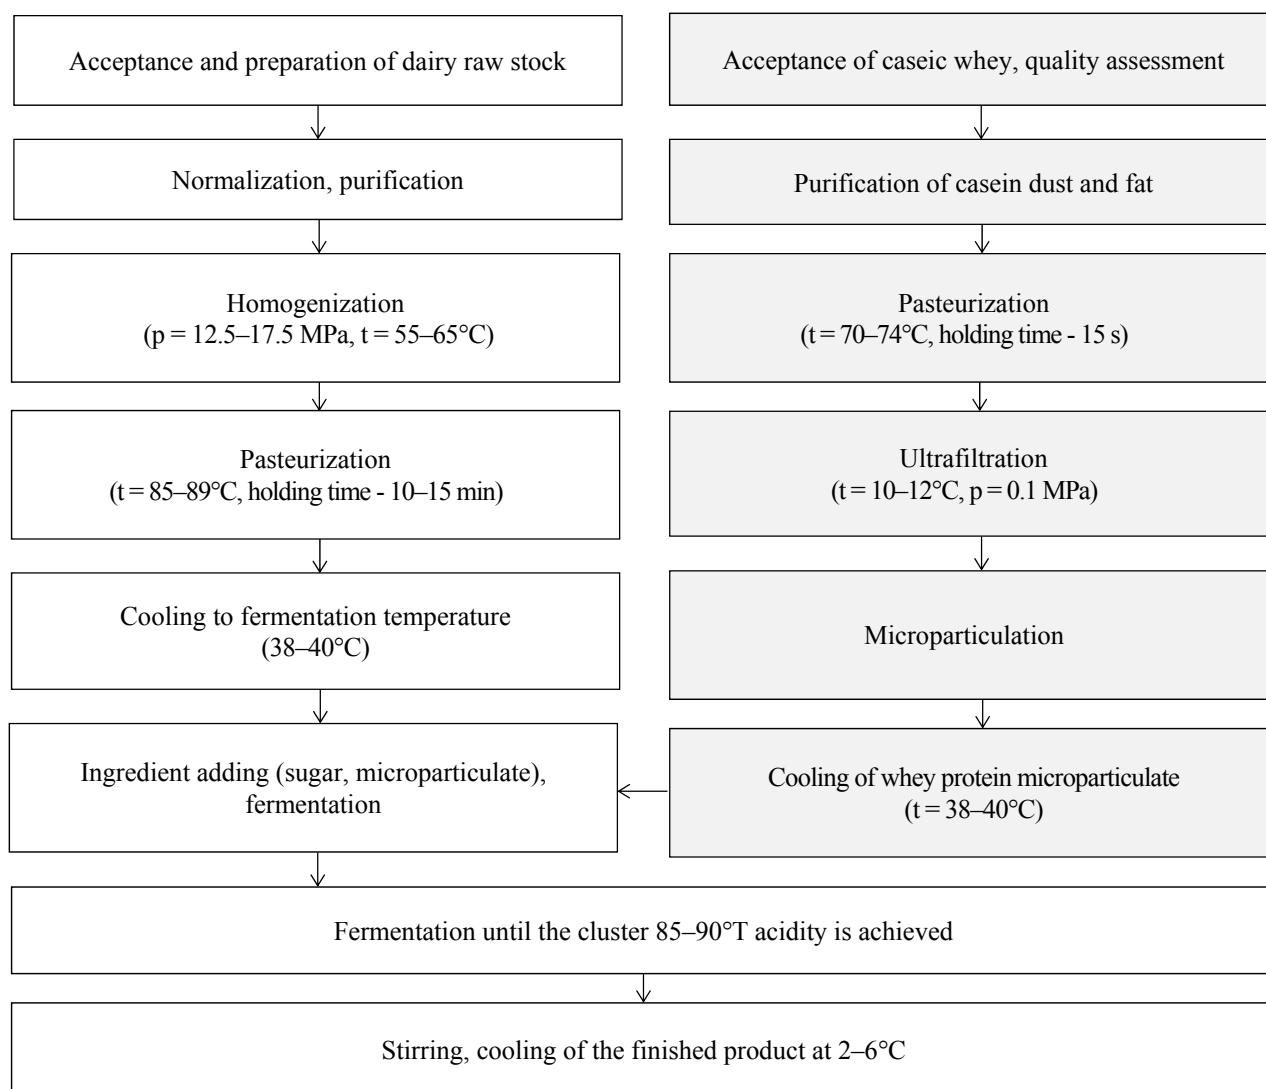 Acceptance and preparation of dairy raw stock
Normalization, purification
Homogenization
(p = 12.5–17.5 MPa, t = 55–65°C)
Pasteurization
(t = 85–89°C, holding time - 10–15 min)
Cooling to fermentation temperature
(38–40°C)
Ingredient adding (sugar, microparticulate),
fermentation
Acceptance of caseic whey, quality assessment
Purification of casein dust and fat
Pasteurization
(t = 70–74°C, holding time - 15 s)
Ultrafiltration
(t = 10–12°C, p = 0.1 MPa)
Microparticulation
Cooling of whey protein microparticulate
(t = 38–40°C)
Fermentation until the cluster 85–90°T acidity is achieved
Stirring, cooling of the finished product at 2–6°C